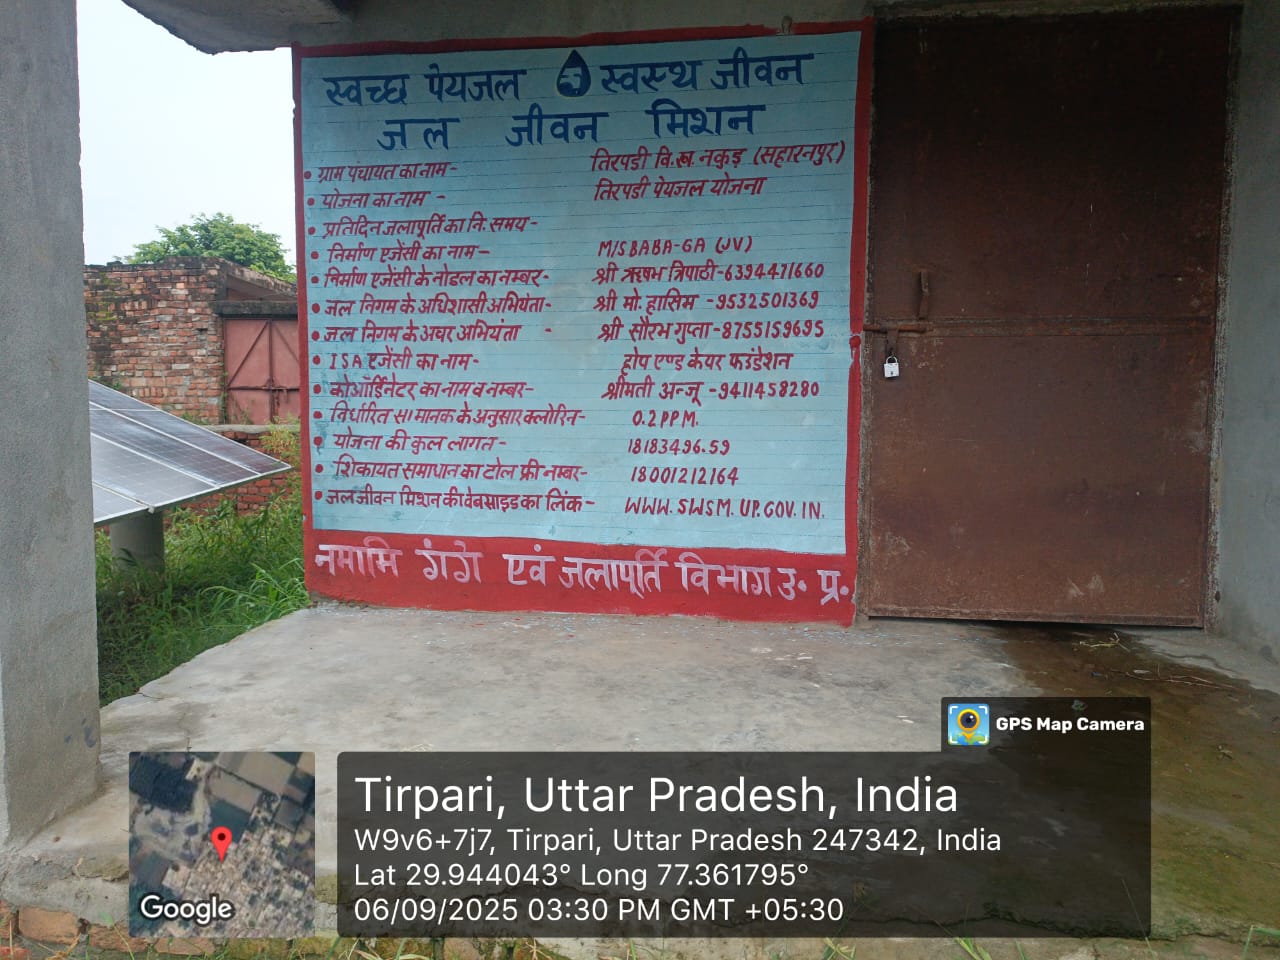 स्वच्छ पेयजल स्वस्थ जीवन
जल जीवन मिशन
• ग्राम पंचायत का नाम- तिरपडी वि.ख. नकुड़ (सहारनपुर)
• योजना का नाम - तिरपडी पेयजल योजना
• प्रतिदिन जलापूर्ति का नि. समय-
• निर्माण एजेंसी का नाम- M/S BABA-GA (JV)
• निर्माण एजेंसी के नोडल का नम्बर- श्री ऋषभ त्रिपाठी-6394471660
• जल निगम के अधिशासी अभियंता- श्री मो. हासिम -9532501369
• जल निगम के अवर अभियंता - श्री सौरभ गुप्ता-8755159695
• ISA एजेंसी का नाम- होप एण्ड केयर फउंडेशन
• कोऑर्डिनेटर का नाम व नम्बर- श्रीमती अन्जू -9411458280
• निर्धारित सा मानक के अनुसार क्लोरिन- 0.2 PPM.
• योजना की कुल लागत- 18183496.59
• शिकायत समाधान का टोल फ्री नम्बर- 18001212164
• जल जीवन मिशन की वेबसाइड का लिंक- WWW.SWSM.UP.GOV.IN.
नमामि गंगे एवं जलापूर्ति विभाग उ. प्र.
GPS Map Camera
Tirpari, Uttar Pradesh, India
W9v6+7j7, Tirpari, Uttar Pradesh 247342, India
Lat 29.944043° Long 77.361795°
06/09/2025 03:30 PM GMT +05:30
Google